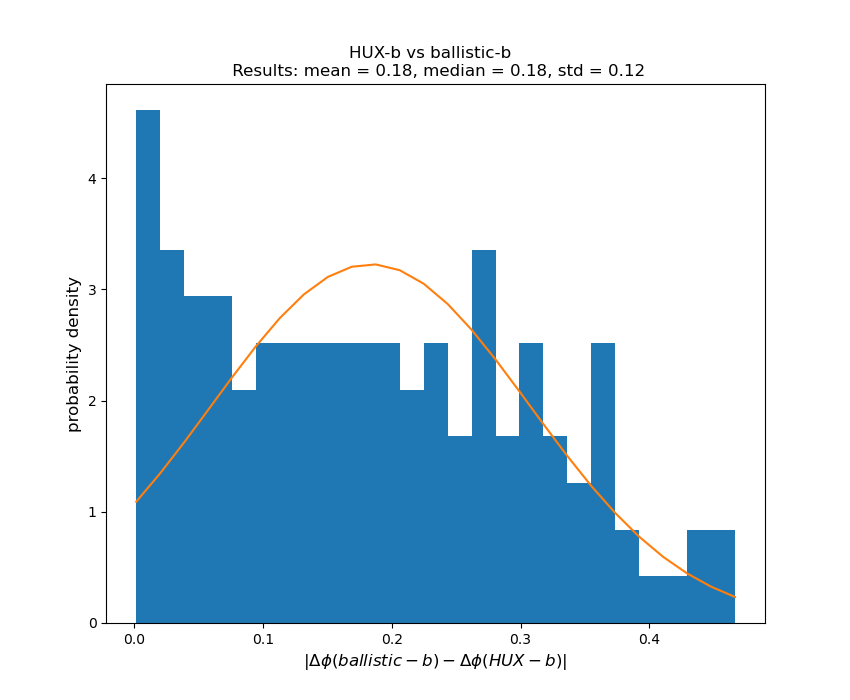 HUX-b vs ballistic-b
Results: mean = 0.18, median = 0.18, std = 0.12
probability density
4
3
2
1
0
0.0 0.1 0.2 0.3 0.4
|Δϕ(ballistic − b) − Δϕ(HUX − b)|